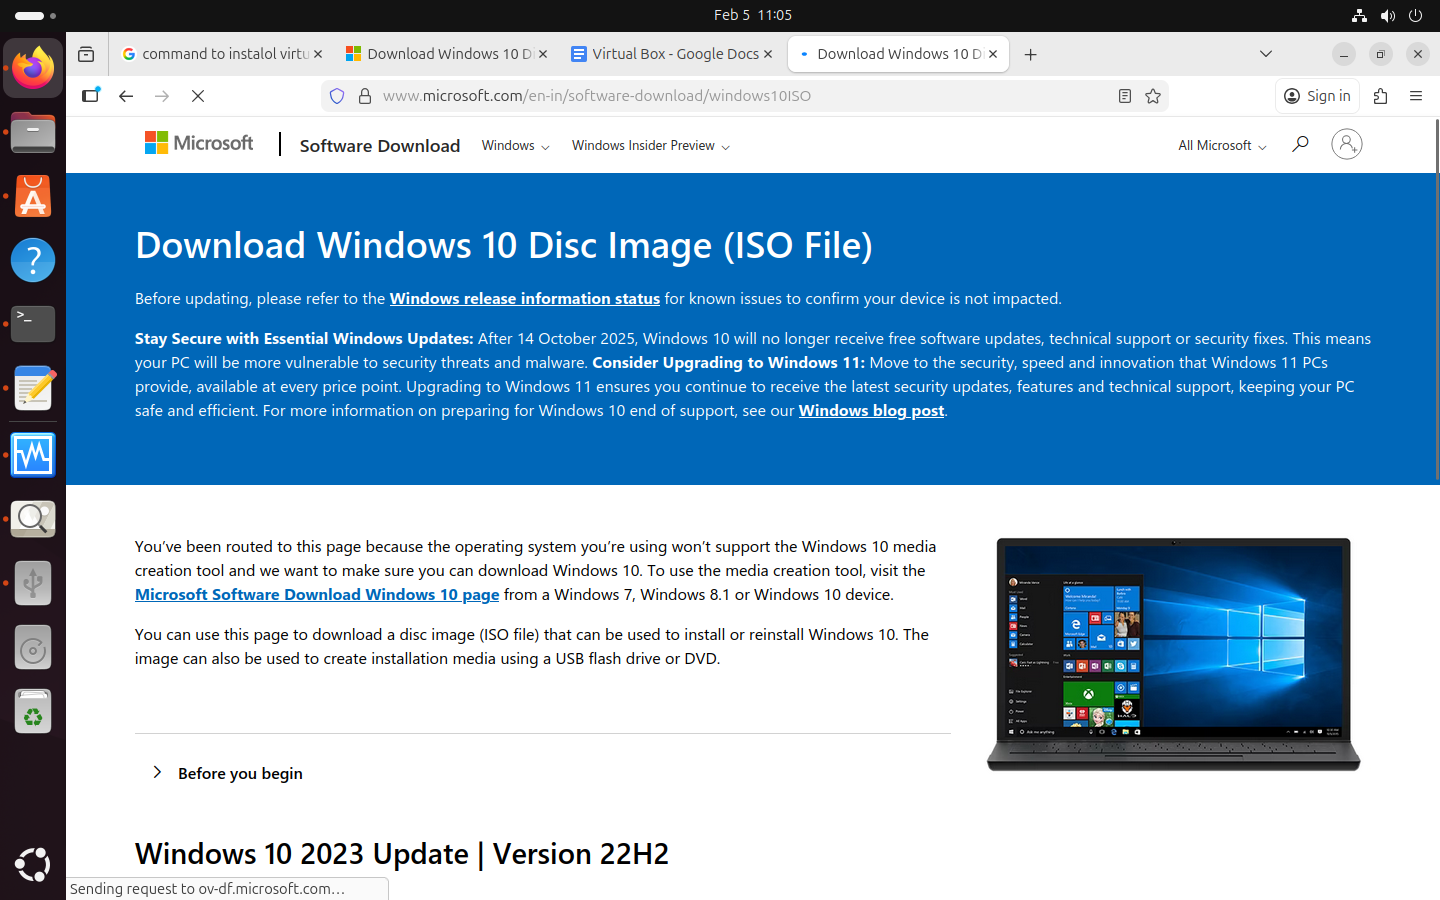 Feb 5 11:05
command to instalol virtu
Download Windows 10 D
Virtual Box - Google Docs
Download Windows 10 D
www.microsoft.com/en-in/software-download/windows10ISO
Sign in
Microsoft
Software Download
Windows
Windows Insider Preview
All Microsoft
Download Windows 10 Disc Image (ISO File)
Before updating, please refer to the Windows release information status for known issues to confirm your device is not impacted.
Stay Secure with Essential Windows Updates: After 14 October 2025, Windows 10 will no longer receive free software updates, technical support or security fixes. This means
your PC will be more vulnerable to security threats and malware. Consider Upgrading to Windows 11: Move to the security, speed and innovation that Windows 11 PCs
provide, available at every price point. Upgrading to Windows 11 ensures you continue to receive the latest security updates, features and technical support, keeping your PC
safe and efficient. For more information on preparing for Windows 10 end of support, see our Windows blog post.
You’ve been routed to this page because the operating system you’re using won’t support the Windows 10 media
creation tool and we want to make sure you can download Windows 10. To use the media creation tool, visit the
Microsoft Software Download Windows 10 page from a Windows 7, Windows 8.1 or Windows 10 device.
You can use this page to download a disc image (ISO file) that can be used to install or reinstall Windows 10. The
image can also be used to create installation media using a USB flash drive or DVD.
Before you begin
Windows 10 2023 Update | Version 22H2
Sending request to ov-df.microsoft.com…